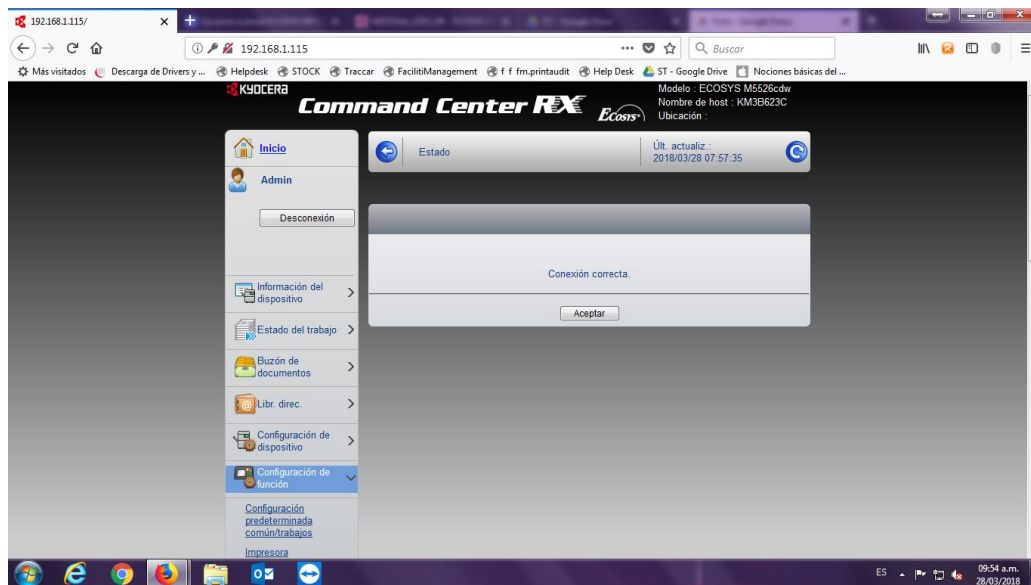 192.168.1.115/
192.168.1.115
Buscar
Más visitados
Descarga de Drivers y ...
Helpdesk
STOCK
Traccar
FacilitiManagement
f f fm.printaudit
Help Desk
ST - Google Drive
Nociones básicas del ...
KYOCERA
Command Center RX
Ecosys
Modelo : ECOSYS M5526cdw
Nombre de host : KM3B623C
Ubicación :
Inicio
Admin
Desconexión
Estado
Últ. actualiz.:
2018/03/28 07:57:35
Conexión correcta.
Aceptar
Información del
dispositivo
Estado del trabajo
Buzón de
documentos
Libr. direc.
Configuración de
dispositivo
Configuración de
función
Configuración
predeterminada
común/trabajos
Impresora
ES
09:54 a.m.
28/03/2018